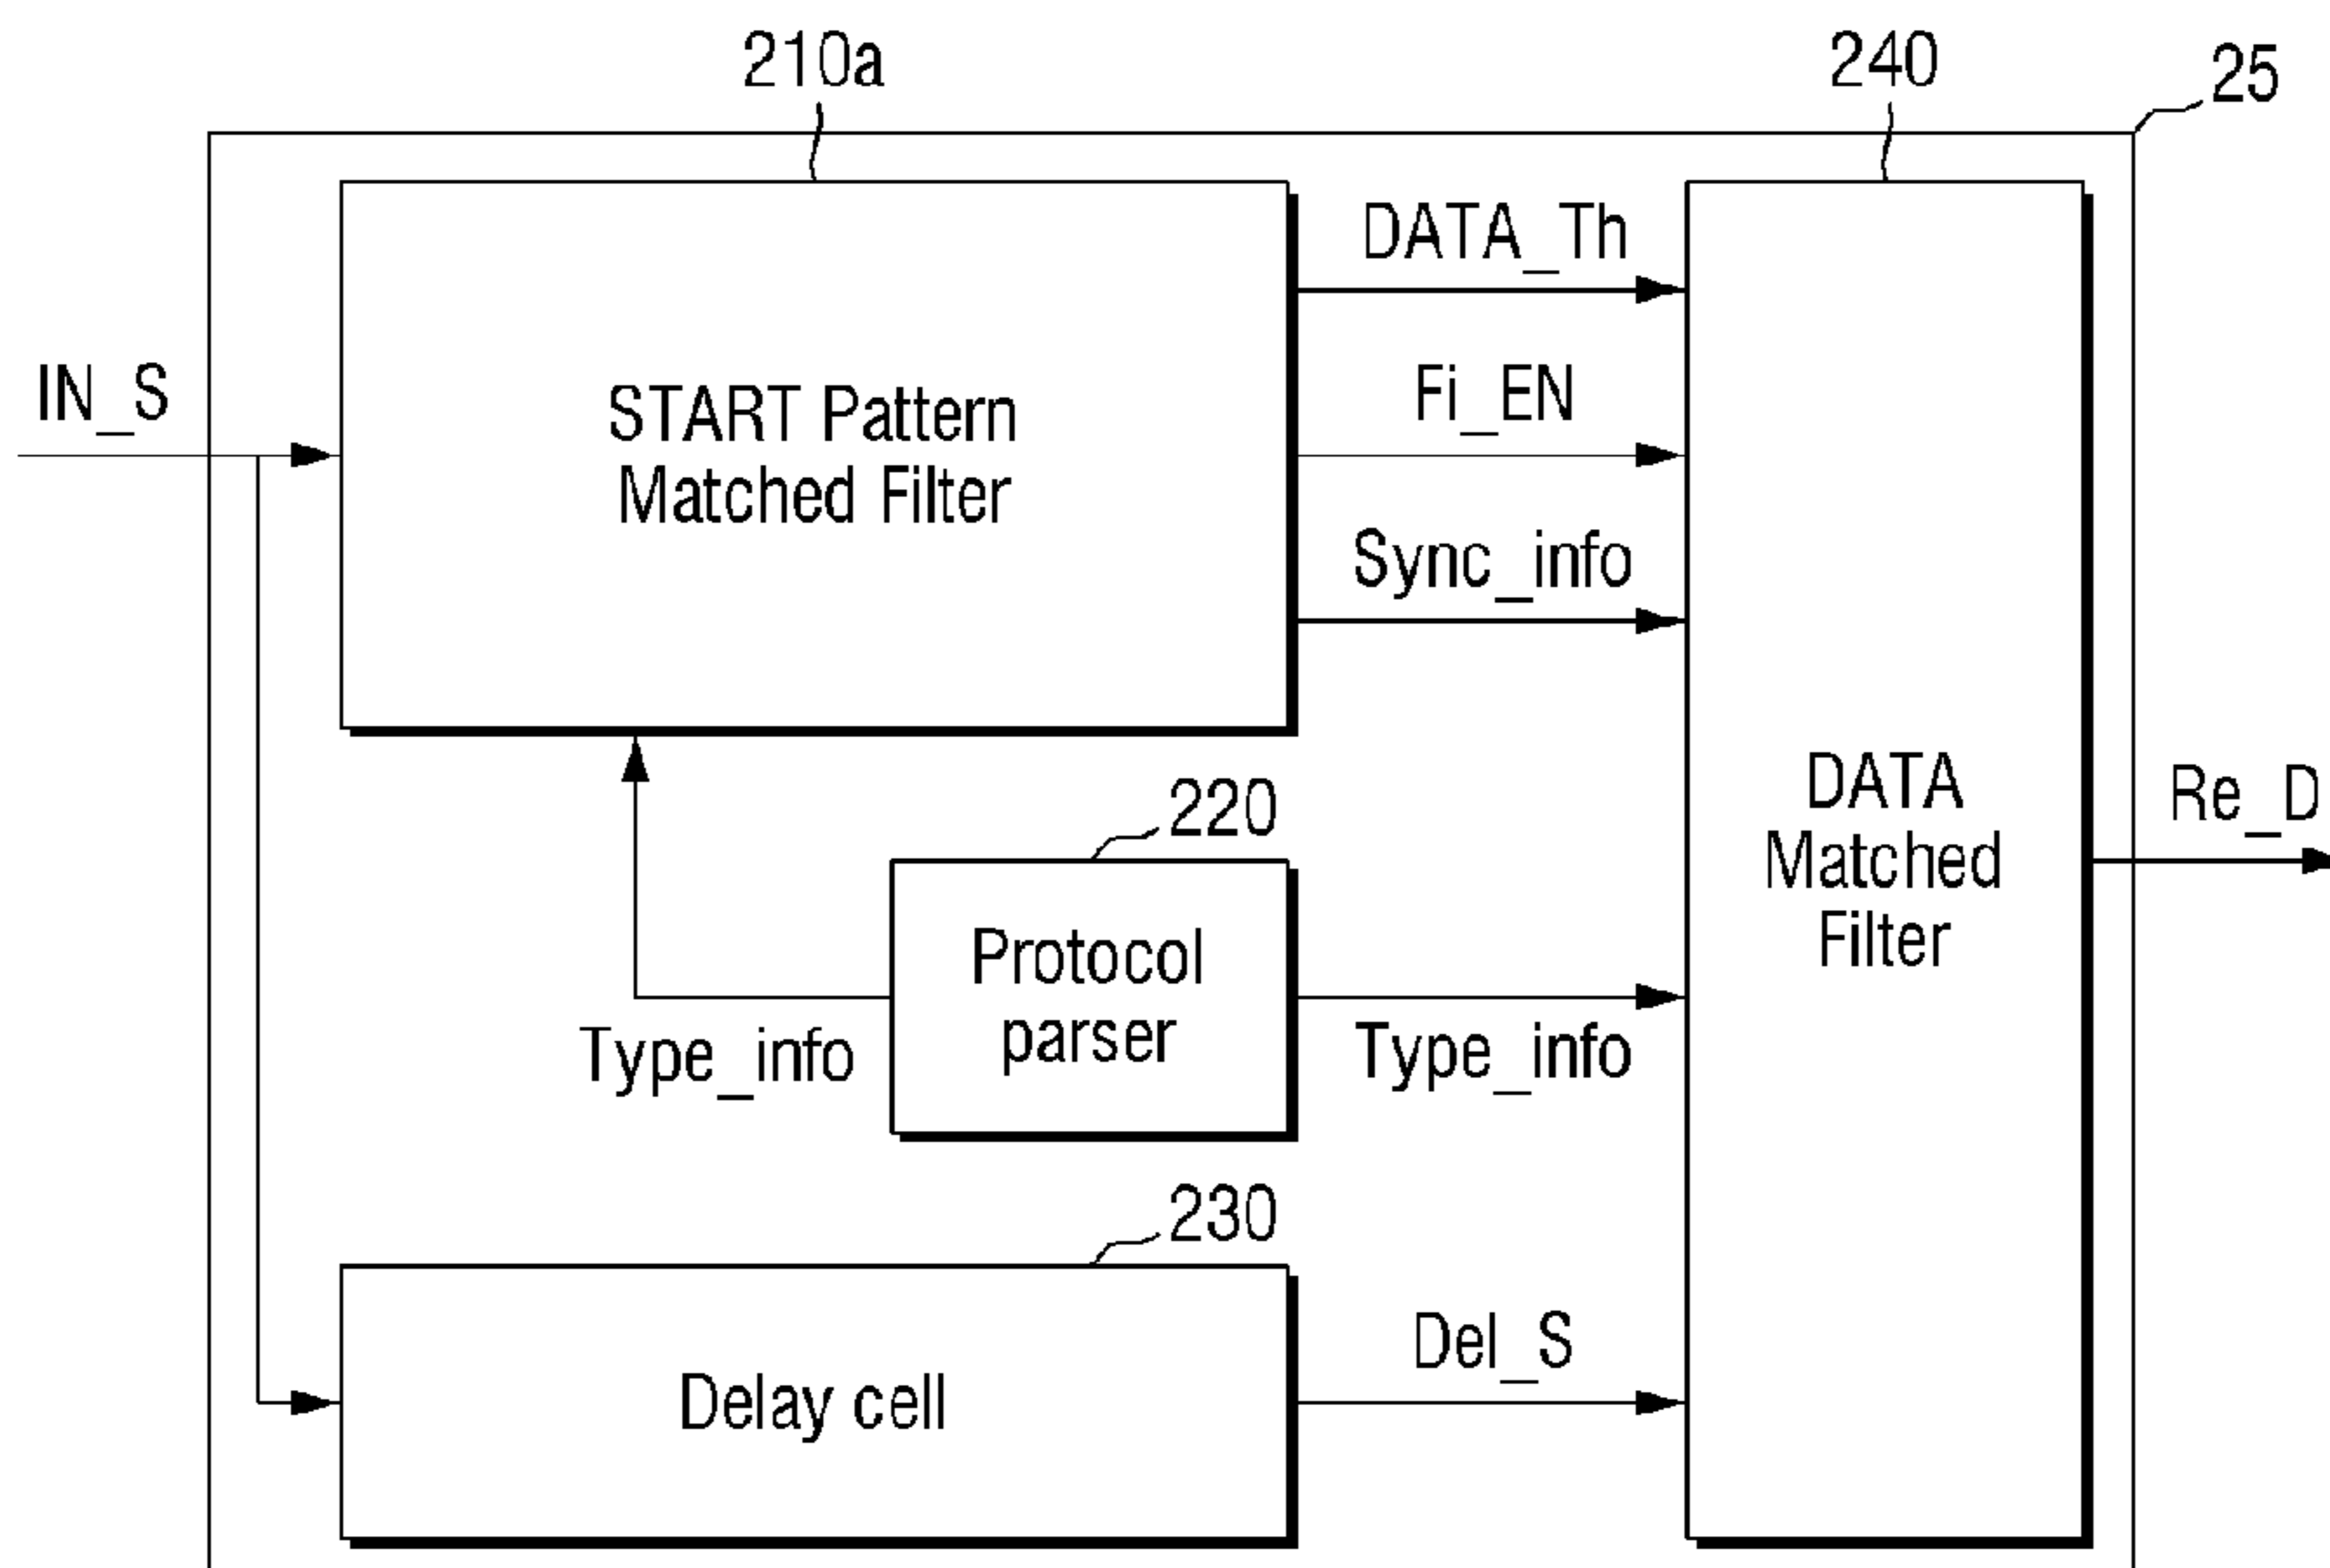 210a
240
25
DATA_Th
IN_S
START Pattern
Matched Filter
Fi_EN
Sync_info
220
DATA
Matched
Filter
Re_D
Protocol
parser
Type_info
Type_info
230
Delay cell
Del_S